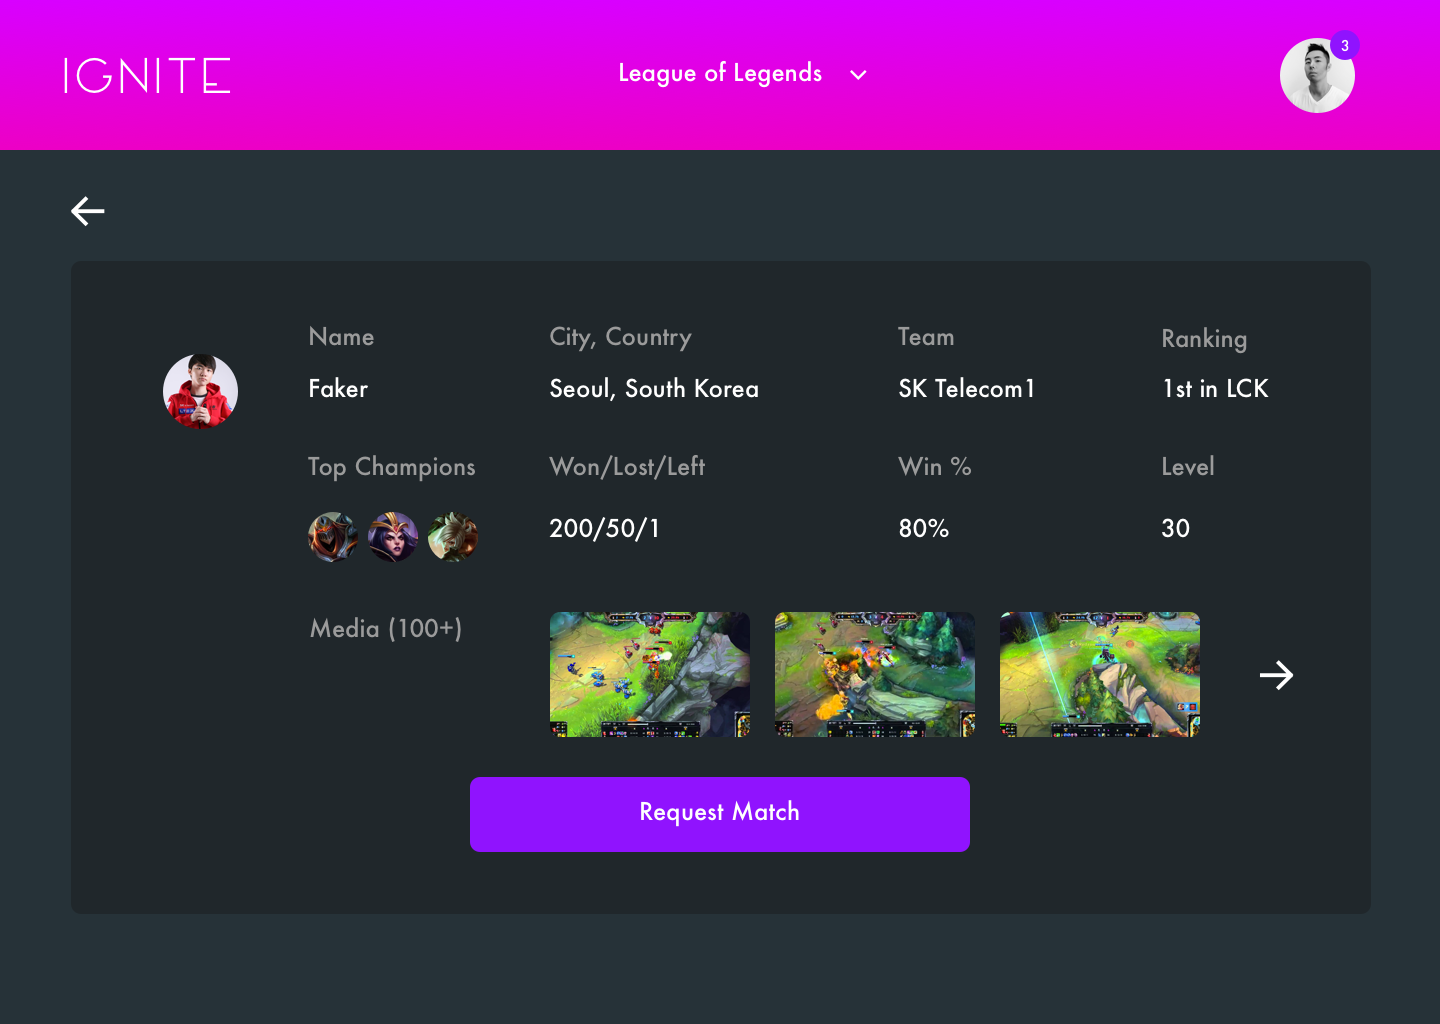 IGNITE
League of Legends
3
Name
City, Country
Team
Ranking
Faker
Seoul, South Korea
SK Telecom1
1st in LCK
Top Champions
Won/Lost/Left
Win %
Level
200/50/1
80%
30
Media (100+)
Request Match